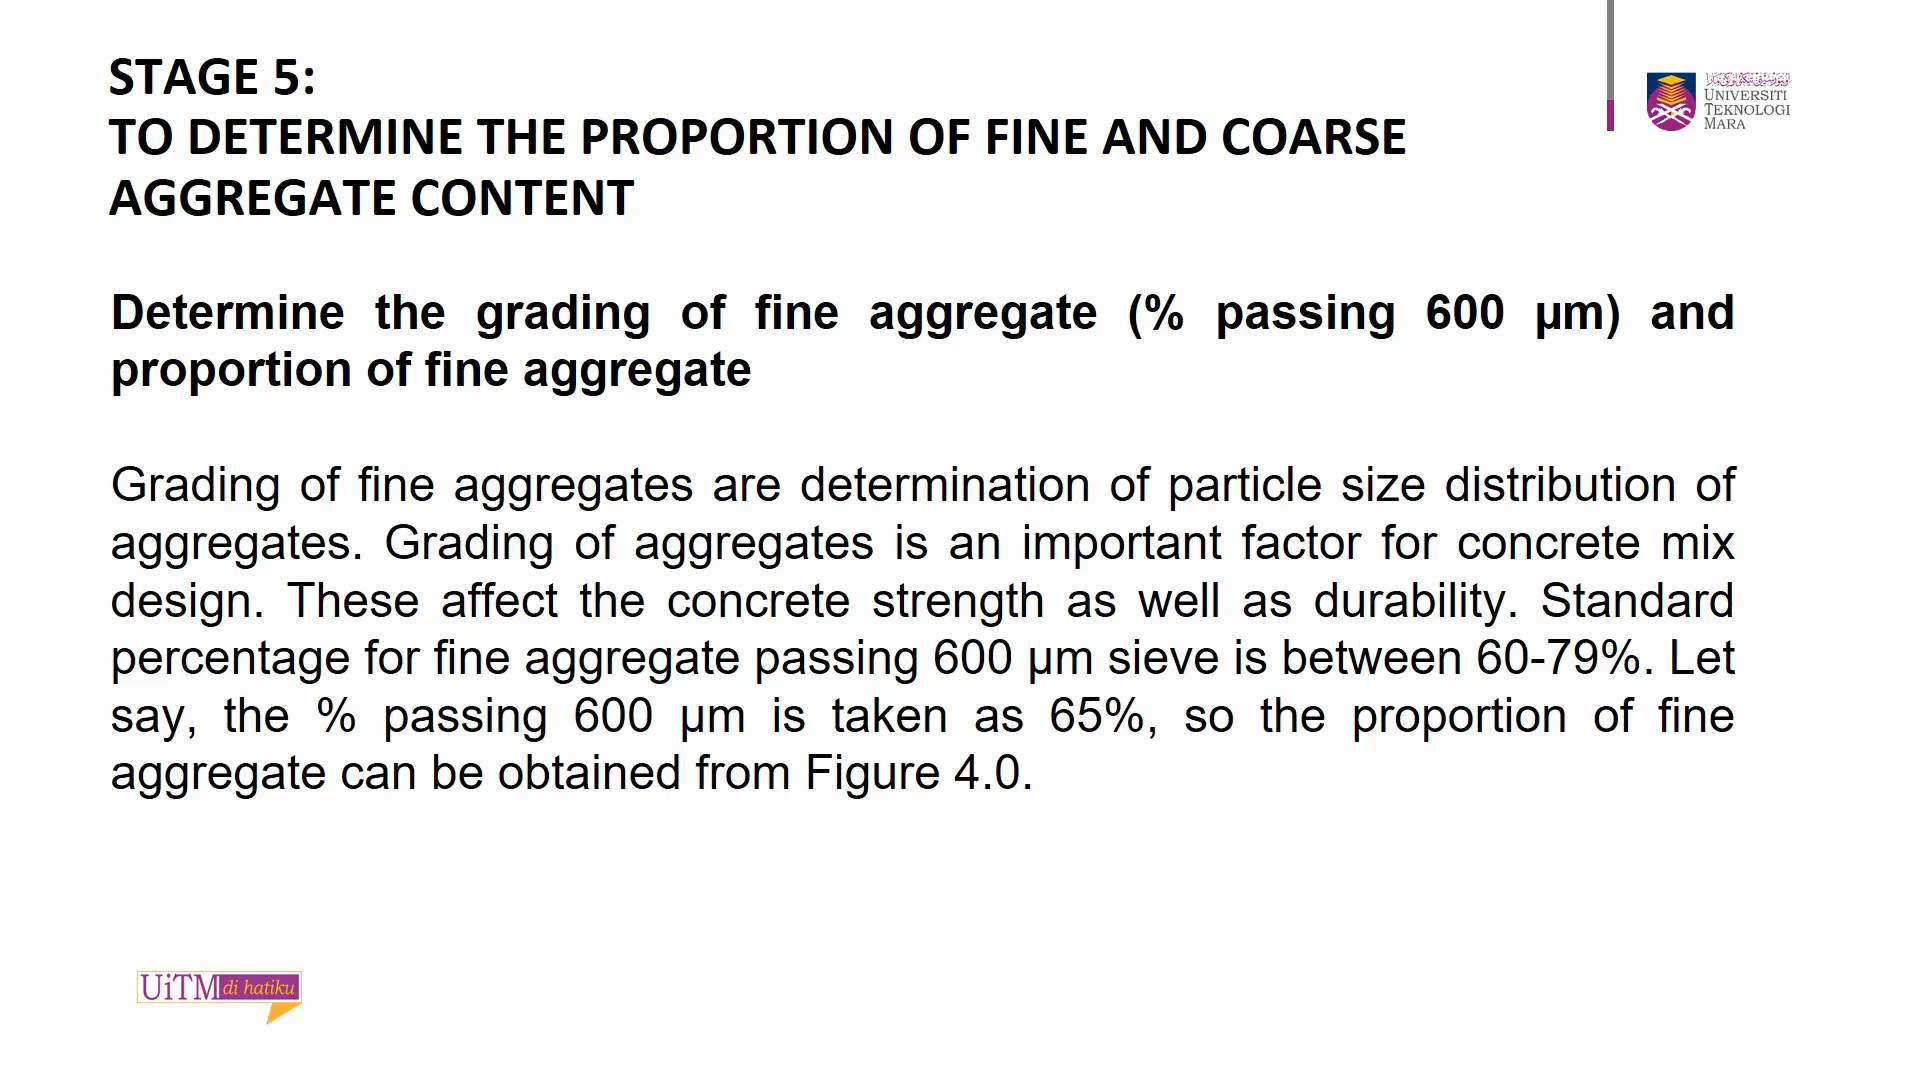 STAGE 5:
TO DETERMINE THE PROPORTION OF FINE AND COARSE
AGGREGATE CONTENT
UNIVERSITI
TEKNOLOGI
MARA
Determine the grading of fine aggregate (% passing 600 μm) and
proportion of fine aggregate
Grading of fine aggregates are determination of particle size distribution of
aggregates. Grading of aggregates is an important factor for concrete mix
design. These affect the concrete strength as well as durability. Standard
percentage for fine aggregate passing 600 μm sieve is between 60-79%. Let
say, the % passing 600 μm is taken as 65%, so the proportion of fine
aggregate can be obtained from Figure 4.0.
UiTM di hatiku